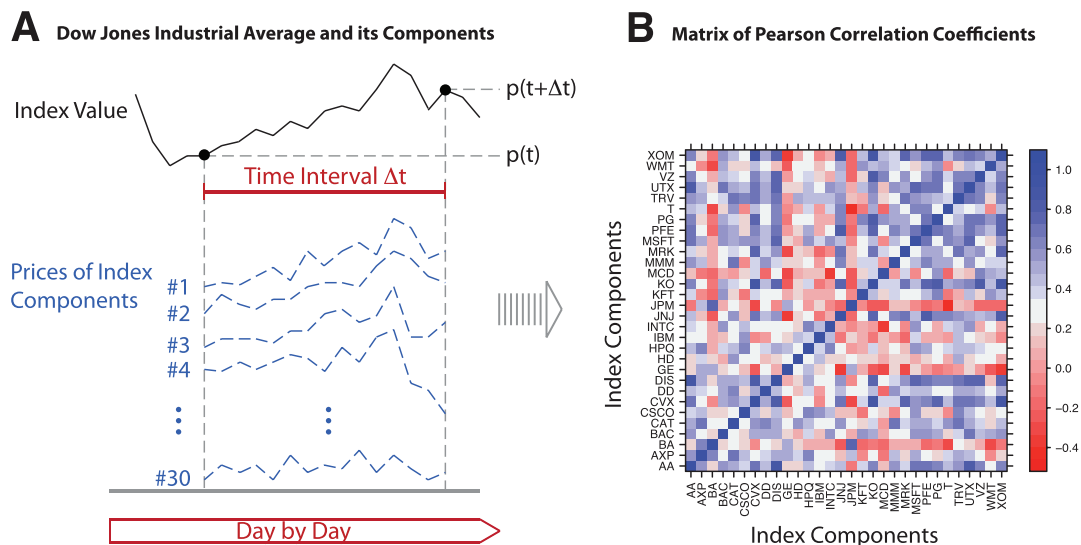 A Dow Jones Industrial Average and its Components
Index Value
p(t+Δt)
p(t)
Time Interval Δt
Prices of Index
Components
#1
#2
#3
#4
#30
Day by Day
B Matrix of Pearson Correlation Coefficients
Index Components
XOM
WMT
VZ
UTX
TRV
T
PG
PFE
MSFT
MRK
MMM
MCD
KO
KFT
JPM
JNJ
INTC
IBM
HPQ
HD
GE
DIS
DD
CVX
CSCO
CAT
BAC
BA
AXP
AA
AA
AXP
BA
BAC
CAT
CSCO
CVX
DD
DIS
GE
HD
HPQ
IBM
INTC
JNJ
JPM
KFT
KO
MCD
MMM
MRK
MSFT
PFE
PG
T
TRV
UTX
VZ
WMT
XOM
Index Components
1.0
0.8
0.6
0.4
0.2
0.0
−0.2
−0.4